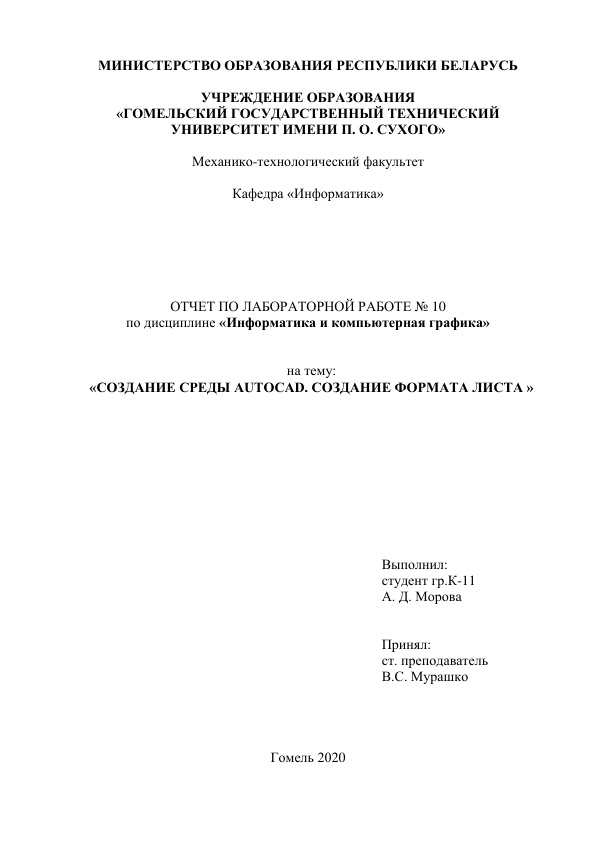 МИНИСТЕРСТВО ОБРАЗОВАНИЯ РЕСПУБЛИКИ БЕЛАРУСЬ
УЧРЕЖДЕНИЕ ОБРАЗОВАНИЯ
«ГОМЕЛЬСКИЙ ГОСУДАРСТВЕННЫЙ ТЕХНИЧЕСКИЙ
УНИВЕРСИТЕТ ИМЕНИ П. О. СУХОГО»
Механико-технологический факультет
Кафедра «Информатика»
ОТЧЕТ ПО ЛАБОРАТОРНОЙ РАБОТЕ № 10
по дисциплине «Информатика и компьютерная графика»
на тему:
«СОЗДАНИЕ СРЕДЫ AUTOCAD. СОЗДАНИЕ ФОРМАТА ЛИСТА »
Выполнил:
студент гр.К-11
А. Д. Морова
Принял:
ст. преподаватель
В.С. Мурашко
Гомель 2020